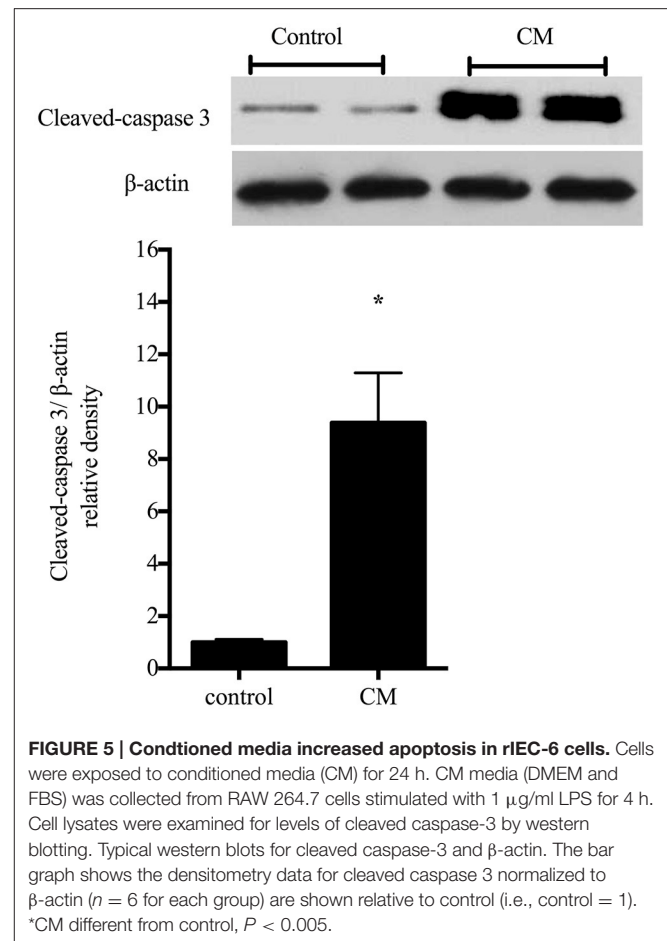 Control CM
Cleaved-caspase 3
β-actin
16
14
12
10
8
6
4
2
0
Cleaved-caspase 3/ β-actin
relative density
*
control CM
FIGURE 5 | Condtioned media increased apoptosis in rIEC-6 cells. Cells
were exposed to conditioned media (CM) for 24 h. CM media (DMEM and
FBS) was collected from RAW 264.7 cells stimulated with 1 μg/ml LPS for 4 h.
Cell lysates were examined for levels of cleaved caspase-3 by western
blotting. Typical western blots for cleaved caspase-3 and β-actin. The bar
graph shows the densitometry data for cleaved caspase 3 normalized to
β-actin (n = 6 for each group) are shown relative to control (i.e., control = 1).
*CM different from control, P < 0.005.